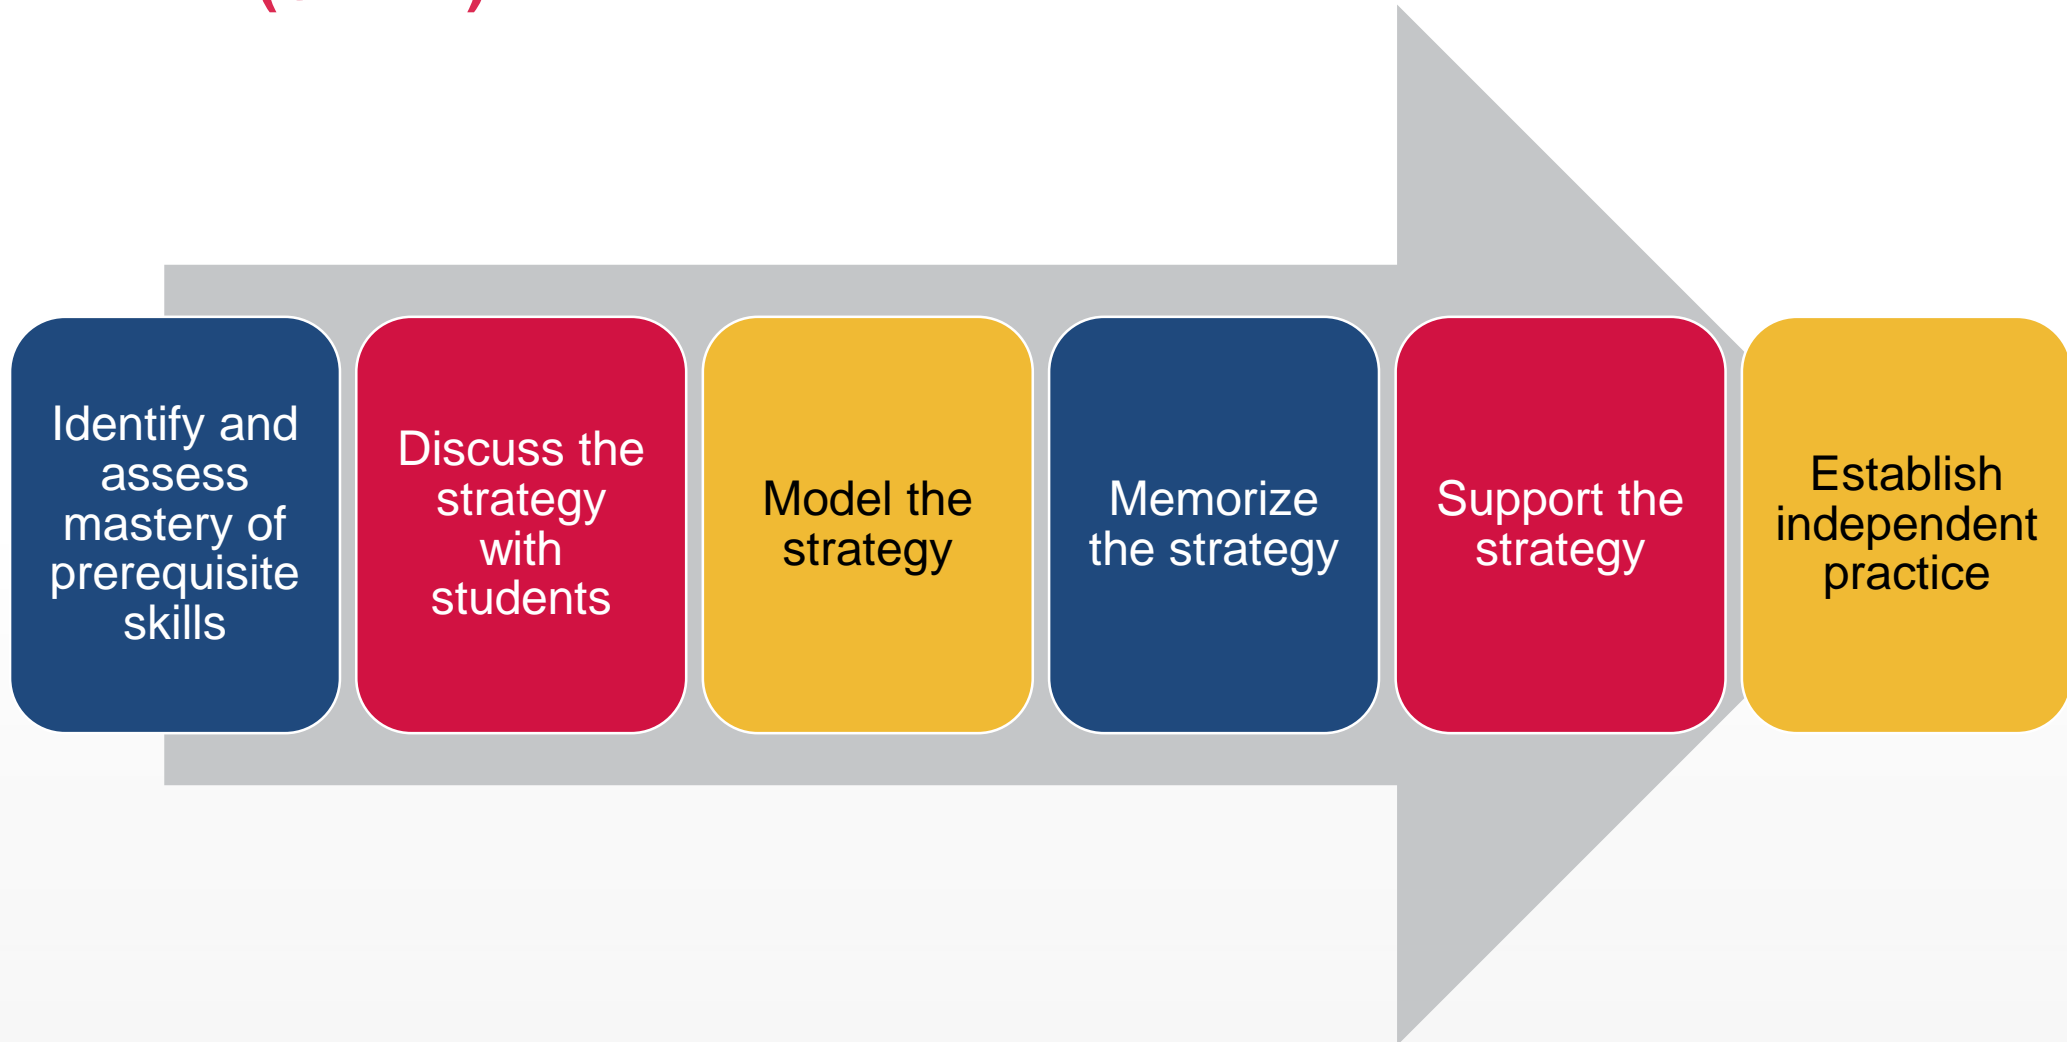 Identify and
assess
mastery of
prerequisite
skills
Discuss the
strategy
with
students
Model the
strategy
Memorize
the strategy
Support the
strategy
Establish
independent
practice